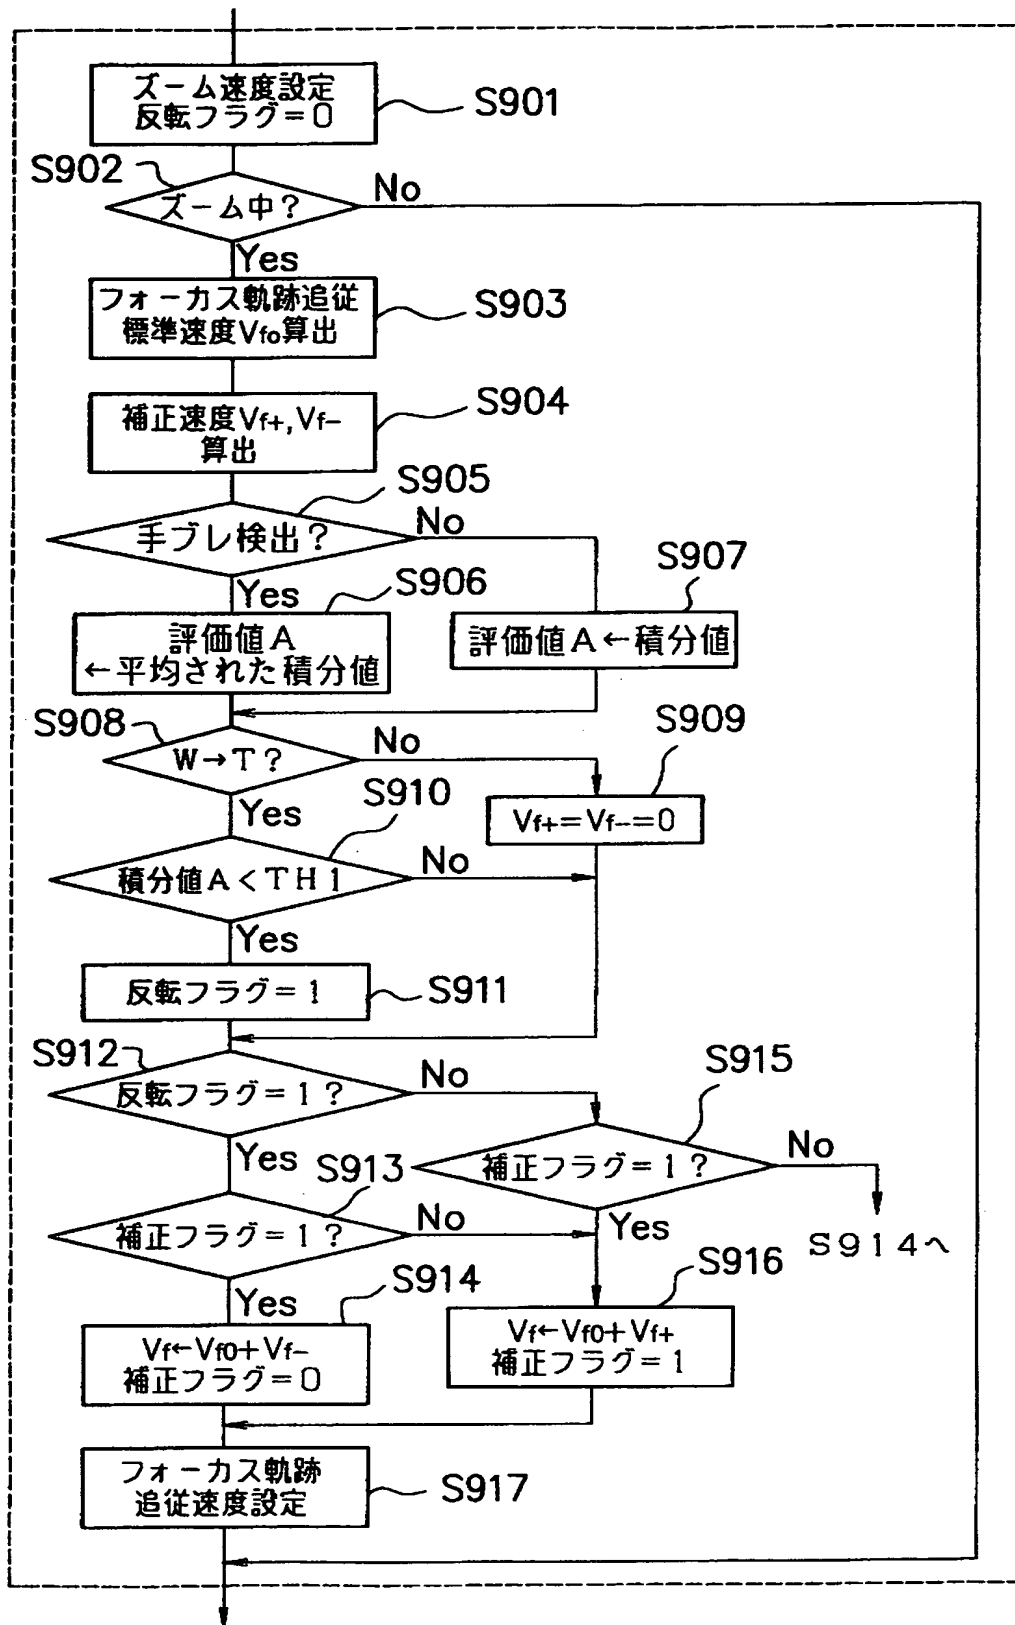 ズーム速度設定
反転フラグ=0
S901
S902
ズーム中?
No
Yes
フォーカス軌跡追従
標準速度Vfo算出
S903
補正速度Vf+,Vf-
算出
S904
S905
手ブレ検出?
No
Yes
S906
評価値A
←平均された積分値
S907
評価値A←積分値
S908
W→T?
No
Yes
S909
Vf+=Vf-=0
S910
積分値A<TH1
No
Yes
反転フラグ=1
S911
S912
反転フラグ=1?
No
Yes
S915
補正フラグ=1?
No
Yes
S914へ
S913
補正フラグ=1?
No
Yes
S914
Vf←Vf0+Vf-
補正フラグ=0
S916
Vf←Vf0+Vf+
補正フラグ=1
フォーカス軌跡
追従速度設定
S917